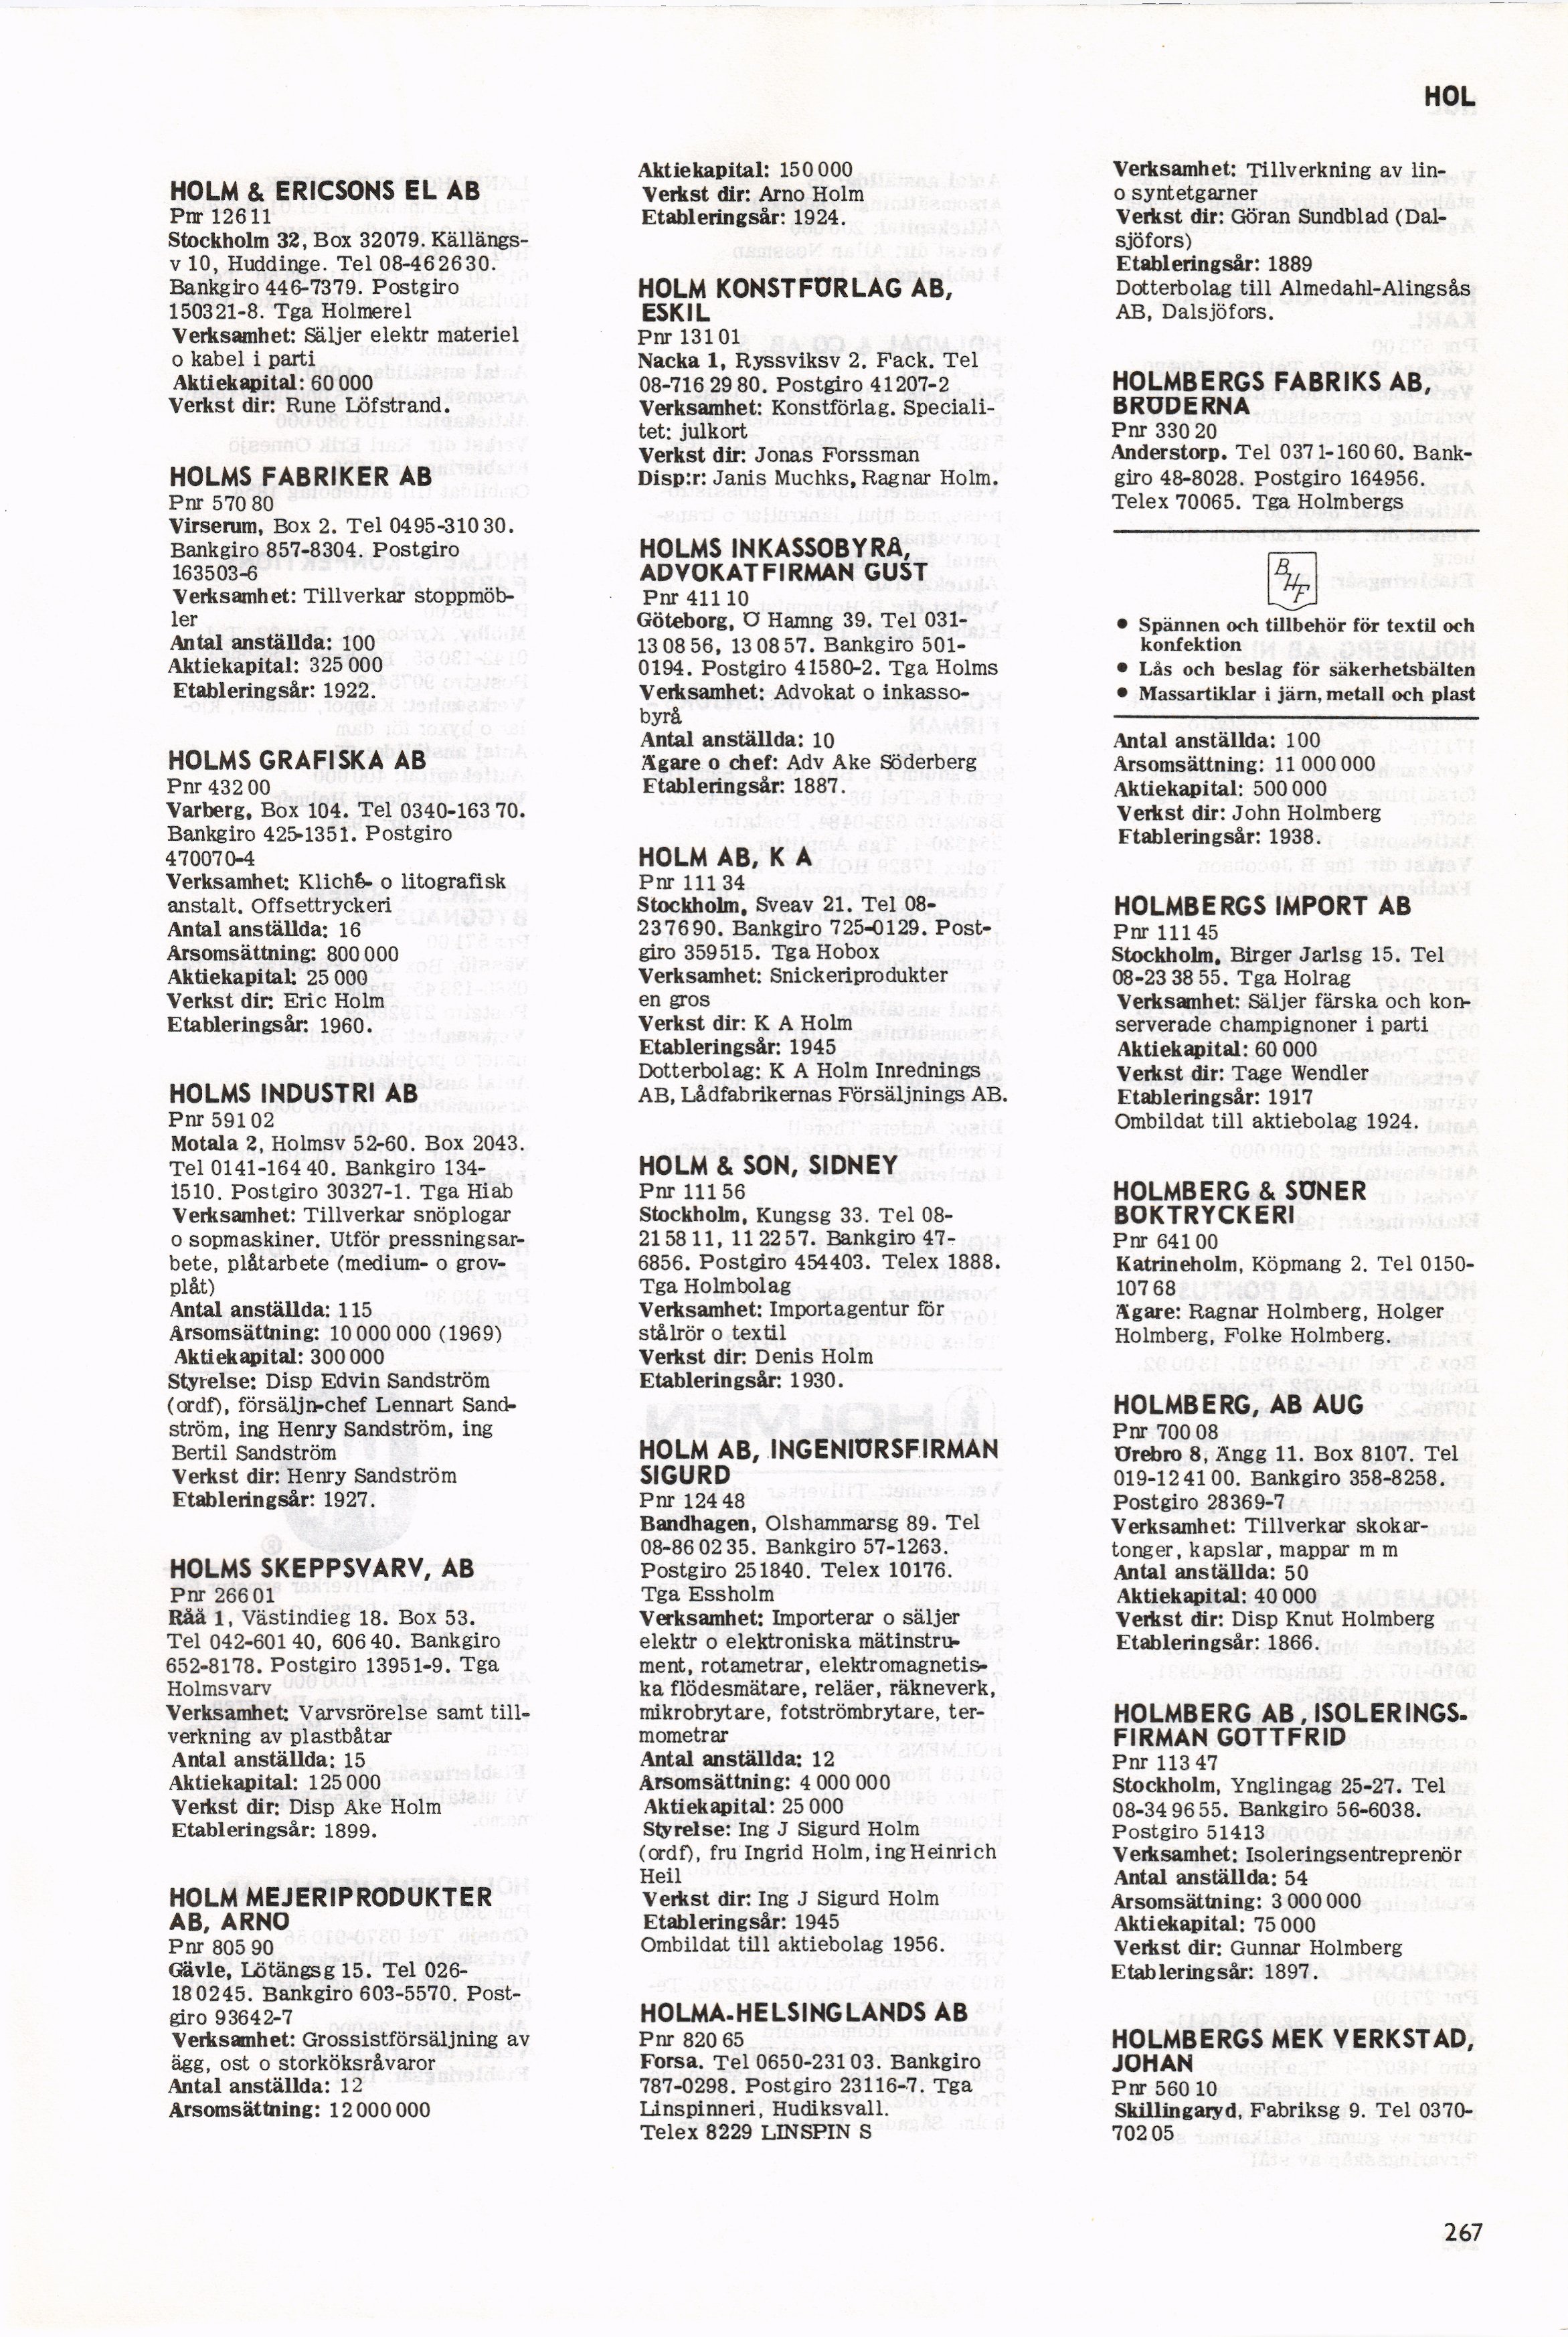 HOL
HOLM & ERICSONS EL AB
Pnr 126 11
Stockholm 32, Box 32079. Källängs-
v 10, Huddinge. Tel 08-46 26 30.
Bankgiro 446-7379. Postgiro
150321-8. Tga Holmerel
Verksamhet: Säljer elektr materiel
o kabel i parti
Aktiekapital: 60 000
Verkst dir: Rune Löfstrand.
HOLMS FABRIKER AB
Pnr 570 80
Virserum, Box 2. Tel 0495-310 30.
Bankgiro 857-8304. Postgiro
163503-6
Verksamhet: Tillverkar stoppmöb-
ler
Antal anställda: 100
Aktiekapital: 325 000
Etableringsår: 1922.
HOLMS GRAFISKA AB
Pnr 432 00
Varberg, Box 104. Tel 0340-163 70.
Bankgiro 425-1351. Postgiro
470070-4
Verksamhet: Kliché- o litografisk
anstalt. Offsettryckeri
Antal anställda: 16
Årsomsättning: 800 000
Aktiekapital: 25 000
Verkst dir: Eric Holm
Etableringsår: 1960.
HOLMS INDUSTRI AB
Pnr 591 02
Motala 2, Holmsv 52-60. Box 2043.
Tel 0141-164 40. Bankgiro 134-
1510. Postgiro 30327-1. Tga Hiab
Verksamhet: Tillverkar snöplogar
o sopmaskiner. Utför pressningsar-
bete, plåtarbete (medium- o grov-
plåt)
Antal anställda: 115
Årsomsättning: 10 000 000 (1969)
Aktiekapital: 300 000
Styrelse: Disp Edvin Sandström
(ordf), försäljn-chef Lennart Sand-
ström, ing Henry Sandström, ing
Bertil Sandström
Verkst dir: Henry Sandström
Etableringsår: 1927.
HOLMS SKEPPSVARV, AB
Pnr 266 01
Råå 1, Västindieg 18. Box 53.
Tel 042-601 40, 606 40. Bankgiro
652-8178. Postgiro 13951-9. Tga
Holmsvarv
Verksamhet: Varvsrörelse samt till-
verkning av plastbåtar
Antal anställda: 15
Aktiekapital: 125 000
Verkst dir: Disp Åke Holm
Etableringsår: 1899.
HOLM MEJERIPRODUKTER
AB, ARNO
Pnr 805 90
Gävle, Lötängsg 15. Tel 026-
18 02 45. Bankgiro 603-5570. Post-
giro 93642-7
Verksamhet: Grossistförsäljning av
ägg, ost o storköksråvaror
Antal anställda: 12
Årsomsättning: 12 000 000
Aktiekapital: 150 000
Verkst dir: Arno Holm
Etableringsår: 1924.
HOLM KONSTFÖRLAG AB,
ESKIL
Pnr 131 01
Nacka 1, Ryssviksv 2. Fack. Tel
08-716 29 80. Postgiro 41207-2
Verksamhet: Konstförlag. Speciali-
tet: julkort
Verkst dir: Jonas Forssman
Disp:r: Janis Muchks, Ragnar Holm.
HOLMS INKASSOBYRÅ,
ADVOKATFIRMAN GUST
Pnr 411 10
Göteborg, Ö Hamng 39. Tel 031-
13 08 56, 13 08 57. Bankgiro 501-
0194. Postgiro 41580-2. Tga Holms
Verksamhet: Advokat o inkasso-
byrå
Antal anställda: 10
Ägare o chef: Adv Åke Söderberg
Etableringsår: 1887.
HOLM AB, K A
Pnr 111 34
Stockholm, Sveav 21. Tel 08-
23 76 90. Bankgiro 725-0129. Post-
giro 359515. Tga Hobox
Verksamhet: Snickeriprodukter
en gros
Verkst dir: K A Holm
Etableringsår: 1945
Dotterbolag: K A Holm Inrednings
AB, Lådfabrikernas Försäljnings AB.
HOLM & SON, SIDNEY
Pnr 111 56
Stockholm, Kungsg 33. Tel 08-
21 58 11, 11 22 57. Bankgiro 47-
6856. Postgiro 454403. Telex 1888.
Tga Holmbolag
Verksamhet: Importagentur för
stålrör o textil
Verkst dir: Denis Holm
Etableringsår: 1930.
HOLM AB, INGENIÖRSFIRMAN
SIGURD
Pnr 124 48
Bandhagen, Olshammarsg 89. Tel
08-86 02 35. Bankgiro 57-1263.
Postgiro 251840. Telex 10176.
Tga Essholm
Verksamhet: Importerar o säljer
elektr o elektroniska mätinstru-
ment, rotametrar, elektromagnetis-
ka flödesmätare, reläer, räkneverk,
mikrobrytare, fotströmbrytare, ter-
mometrar
Antal anställda: 12
Årsomsättning: 4 000 000
Aktiekapital: 25 000
Styrelse: Ing J Sigurd Holm
(ordf), fru Ingrid Holm, ing Heinrich
Heil
Verkst dir: Ing J Sigurd Holm
Etableringsår: 1945
Ombildat till aktiebolag 1956.
HOLMA-HELSINGLANDS AB
Pnr 820 65
Forsa. Tel 0650-231 03. Bankgiro
787-0298. Postgiro 23116-7. Tga
Linspinneri, Hudiksvall.
Telex 8229 LINSPIN S
Verksamhet: Tillverkning av lin-
o syntetgarner
Verkst dir: Göran Sundblad (Dal-
sjöfors)
Etableringsår: 1889
Dotterbolag till Almedahl-Alingsås
AB, Dalsjöfors.
HOLMBERGS FABRIKS AB,
BRÖDERNA
Pnr 330 20
Anderstorp. Tel 0371-160 60. Bank-
giro 48-8028. Postgiro 164956.
Telex 70065. Tga Holmbergs
BHF
• Spännen och tillbehör för textil och
konfektion
• Lås och beslag för säkerhetsbälten
• Massartiklar i järn, metall och plast
Antal anställda: 100
Årsomsättning: 11 000 000
Aktiekapital: 500 000
Verkst dir: John Holmberg
Etableringsår: 1938.
HOLMBERGS IMPORT AB
Pnr 111 45
Stockholm, Birger Jarlsg 15. Tel
08-23 38 55. Tga Holrag
Verksamhet: Säljer färska och kon-
serverade champignoner i parti
Aktiekapital: 60 000
Verkst dir: Tage Wendler
Etableringsår: 1917
Ombildat till aktiebolag 1924.
HOLMBERG & SÖNER
BOKTRYCKERI
Pnr 641 00
Katrineholm, Köpmang 2. Tel 0150-
107 68
Ägare: Ragnar Holmberg, Holger
Holmberg, Folke Holmberg.
HOLMBERG, AB AUG
Pnr 700 08
Örebro 8, Ängg 11. Box 8107. Tel
019-12 41 00. Bankgiro 358-8258.
Postgiro 28369-7
Verksamhet: Tillverkar skokar-
tonger, kapslar, mappar m m
Antal anställda: 50
Aktiekapital: 40 000
Verkst dir: Disp Knut Holmberg
Etableringsår: 1866.
HOLMBERG AB, ISOLERINGS-
FIRMAN GOTTFRID
Pnr 113 47
Stockholm, Ynglingag 25-27. Tel
08-34 96 55. Bankgiro 56-6038.
Postgiro 51413
Verksamhet: Isoleringsentreprenör
Antal anställda: 54
Årsomsättning: 3 000 000
Aktiekapital: 75 000
Verkst dir: Gunnar Holmberg
Etableringsår: 1897.
HOLMBERGS MEK VERKSTAD,
JOHAN
Pnr 560 10
Skillingaryd, Fabriksg 9. Tel 0370-
702 05
267